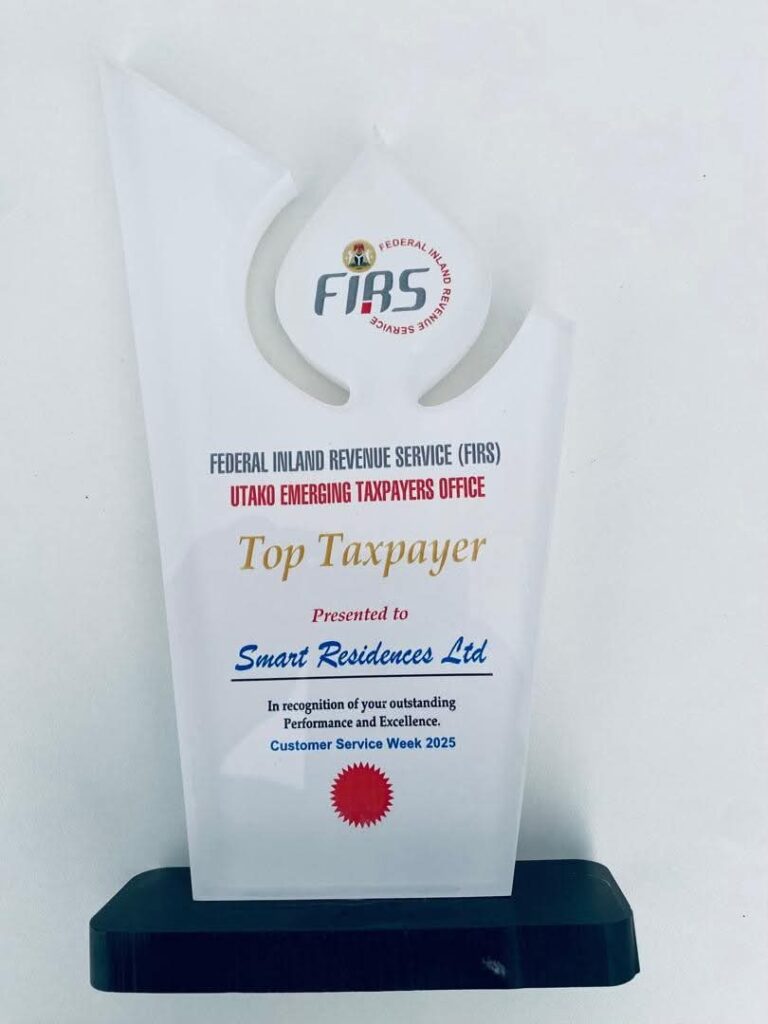 FEDERAL INLAND REVENUE SERVICE
FIRS
FEDERAL INLAND REVENUE SERVICE (FIRS)
UTAKO EMERGING TAXPAYERS OFFICE
Top Taxpayer
Presented to
Smart Residences Ltd
In recognition of your outstanding
Performance and Excellence.
Customer Service Week 2025